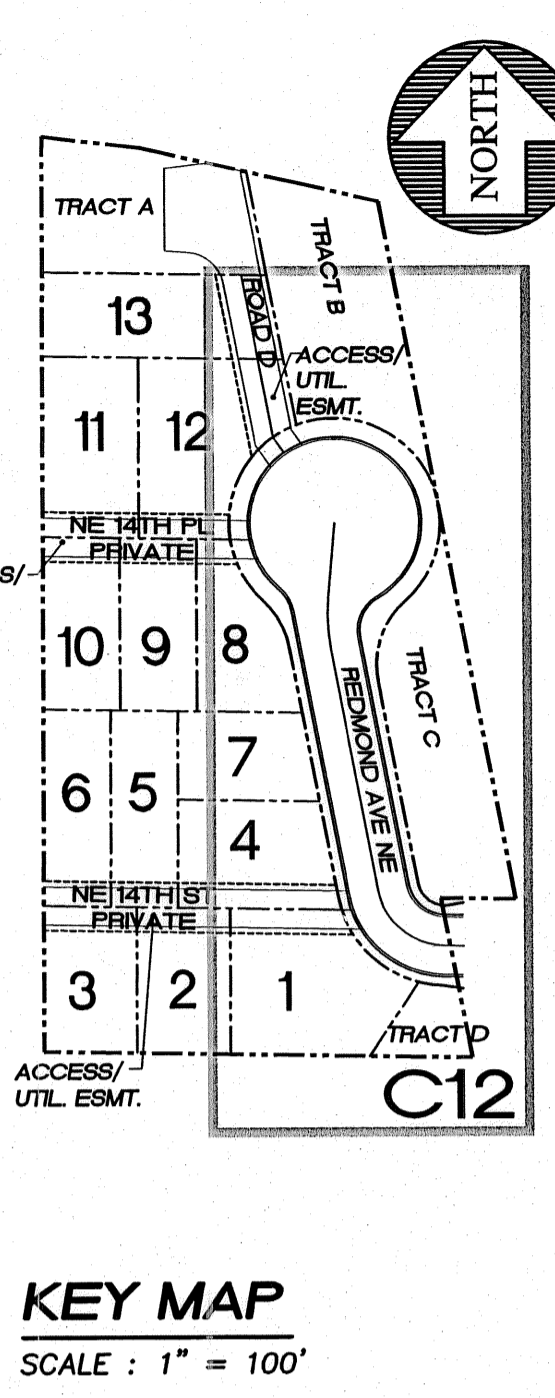 NORTH
TRACT A
TRACT B
13
ROAD D
ACCESS/
UTIL.
ESMT.
11
12
NE 14TH PL
PRIVATE
S/
10
9
8
TRACT C
REDMOND AVE NE
7
6
5
4
NE 14TH ST
PRIVATE
3
2
1
TRACT D
ACCESS/
UTIL. ESMT.
C12
KEY MAP
SCALE : 1" = 100'